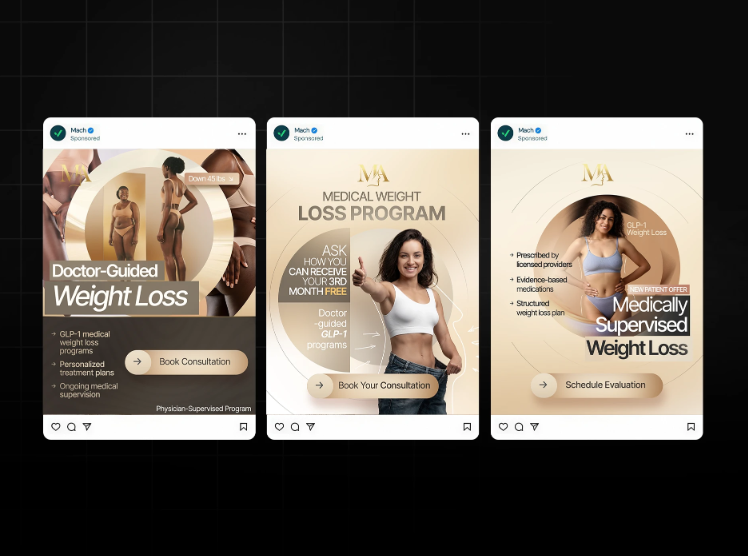 Mach
Sponsored
MA
Down 45 lbs
Doctor-Guided
Weight Loss
→ GLP-1 medical
weight loss
programs
→ Personalized
treatment plans
→ Ongoing medical
supervision
→ Book Consultation
Physician-Supervised Program
Mach
Sponsored
MA
MEDICAL WEIGHT
LOSS PROGRAM
ASK
HOW YOU
CAN RECEIVE
YOUR 3RD
MONTH FREE
Doctor
-guided
GLP-1
programs
→ Book Your Consultation
Mach
Sponsored
MA
GLP-1
Weight Loss
→ Prescribed by
licensed providers
→ Evidence-based
medications
→ Structured
weight loss plan
NEW PATIENT OFFER
Medically
Supervised
Weight Loss
→ Schedule Evaluation